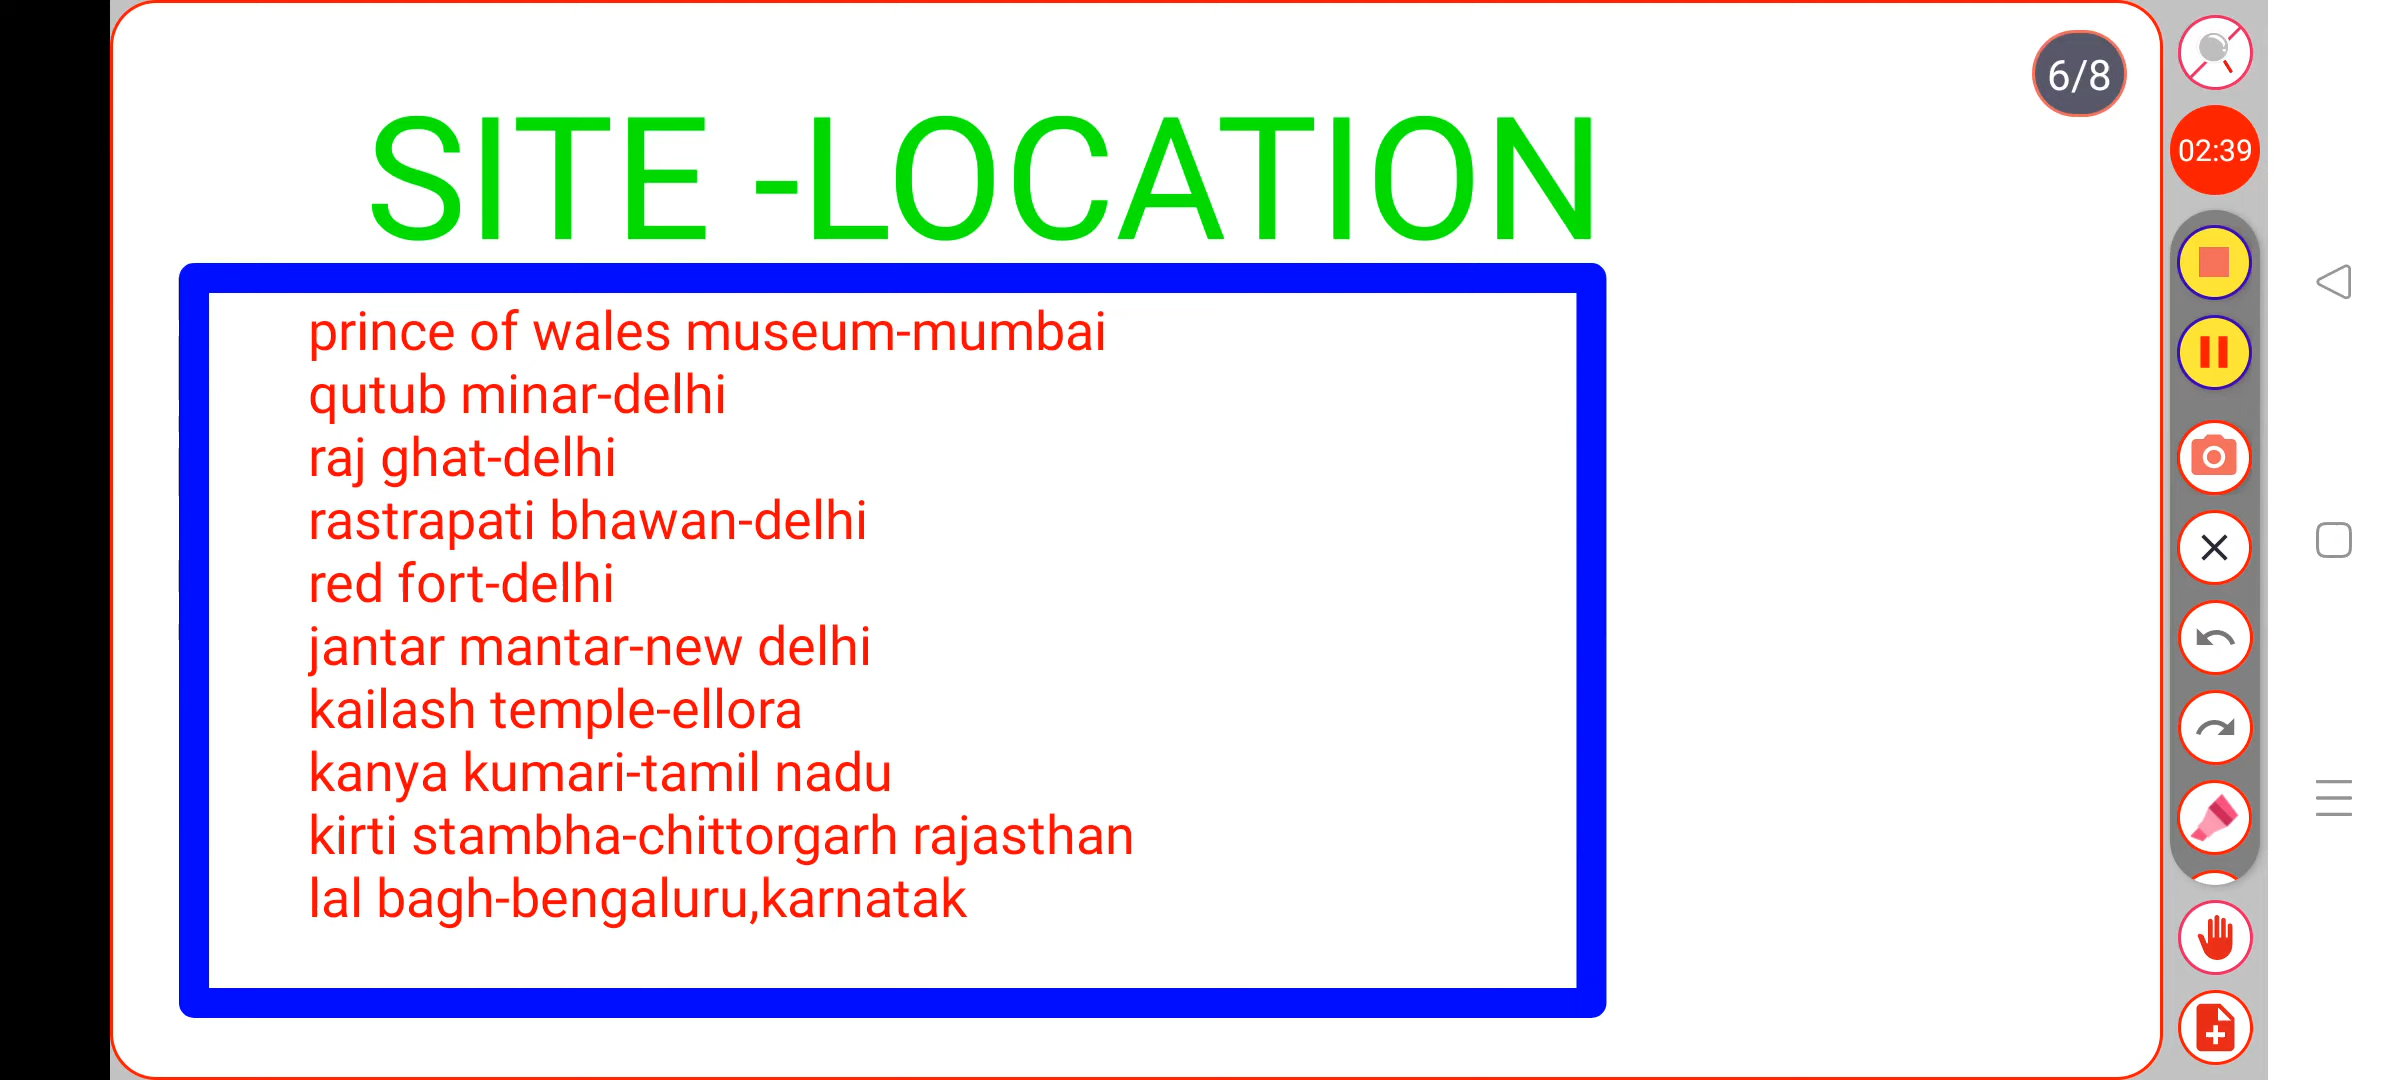 6/8
02:39
SITE -LOCATION
prince of wales museum-mumbai
qutub minar-delhi
raj ghat-delhi
rastrapati bhawan-delhi
red fort-delhi
jantar mantar-new delhi
kailash temple-ellora
kanya kumari-tamil nadu
kirti stambha-chittorgarh rajasthan
lal bagh-bengaluru,karnatak